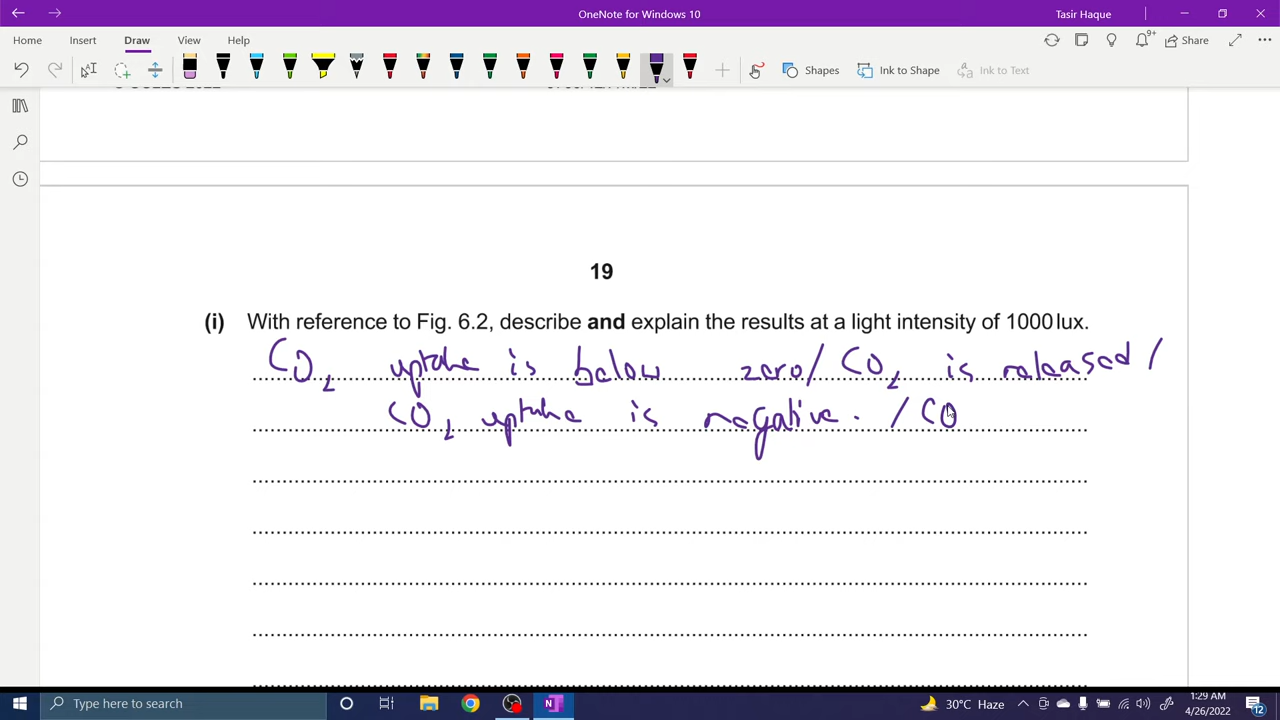 OneNote for Windows 10
Tasir Haque
Home Insert Draw View Help
9+
Share
Shapes
Ink to Shape
Ink to Text
19
(i) With reference to Fig. 6.2, describe and explain the results at a light intensity of 1000 lux.
CO₂ uptake is below zero/ CO₂ is released /
CO₂ uptake is negative. / CO
Type here to search
30°C Haze
1:29 AM
4/26/2022
12